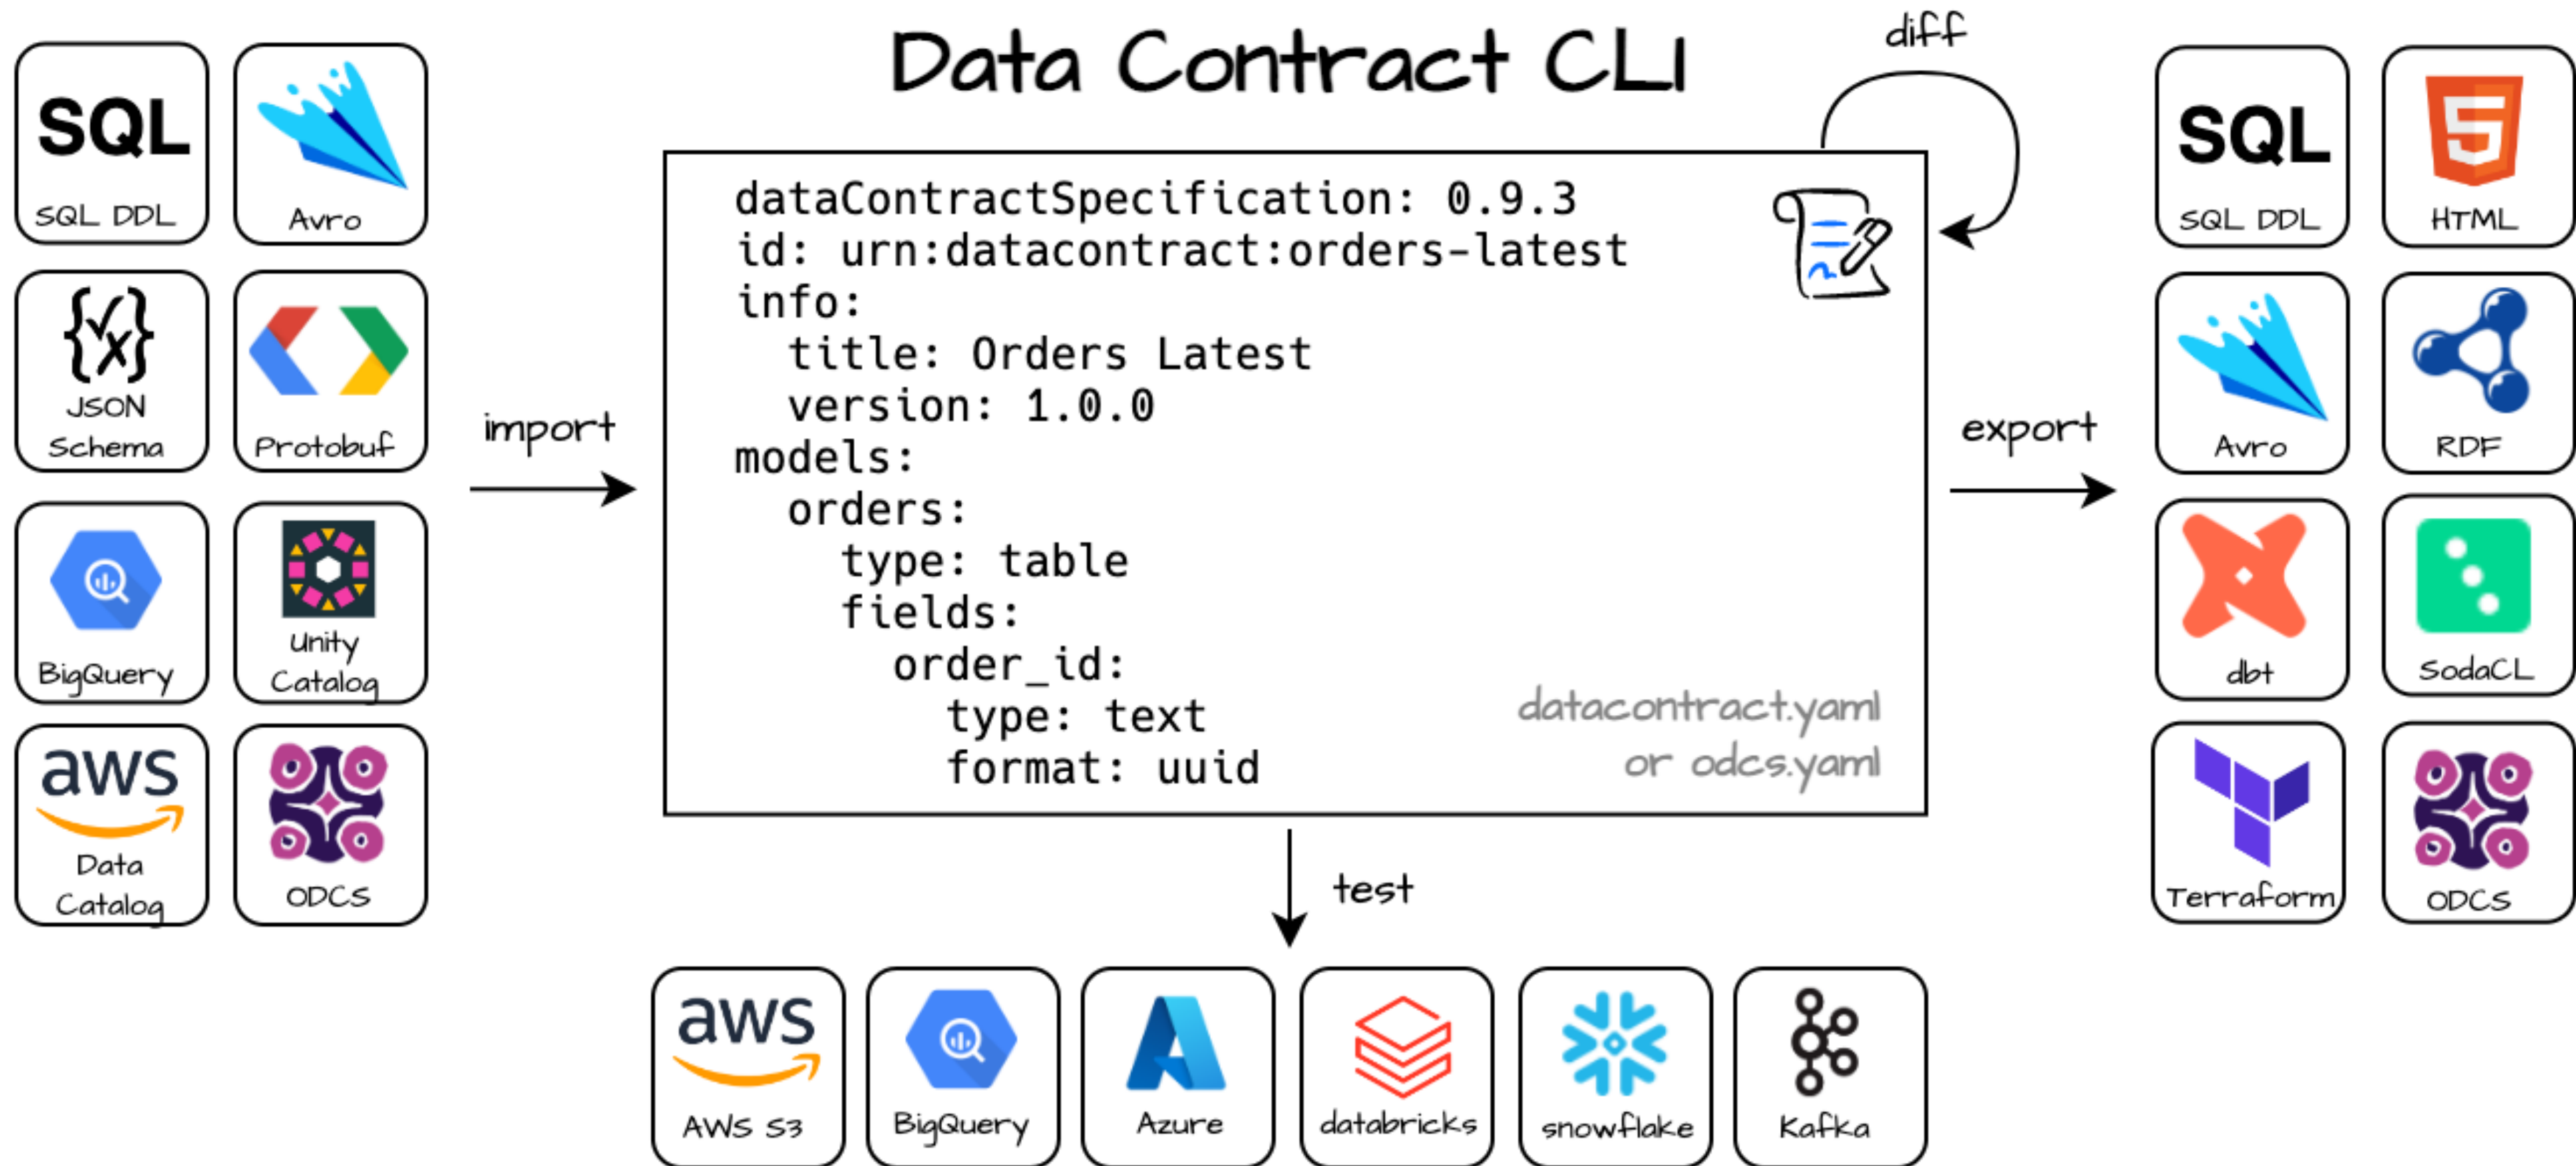 Data Contract CLI
diff
SQL
SQL DDL
Avro
JSON
Schema
Protobuf
BigQuery
Unity
Catalog
aws
Data
Catalog
ODCS
import
dataContractSpecification: 0.9.3
id: urn:datacontract:orders-latest
info:
  title: Orders Latest
  version: 1.0.0
models:
  orders:
    type: table
    fields:
      order_id:
        type: text
        format: uuid
datacontract.yaml
or odcs.yaml
export
SQL
SQL DDL
5
HTML
Avro
RDF
dbt
SodaCL
Terraform
ODCS
test
aws
AWS S3
BigQuery
Azure
databricks
snowflake
Kafka